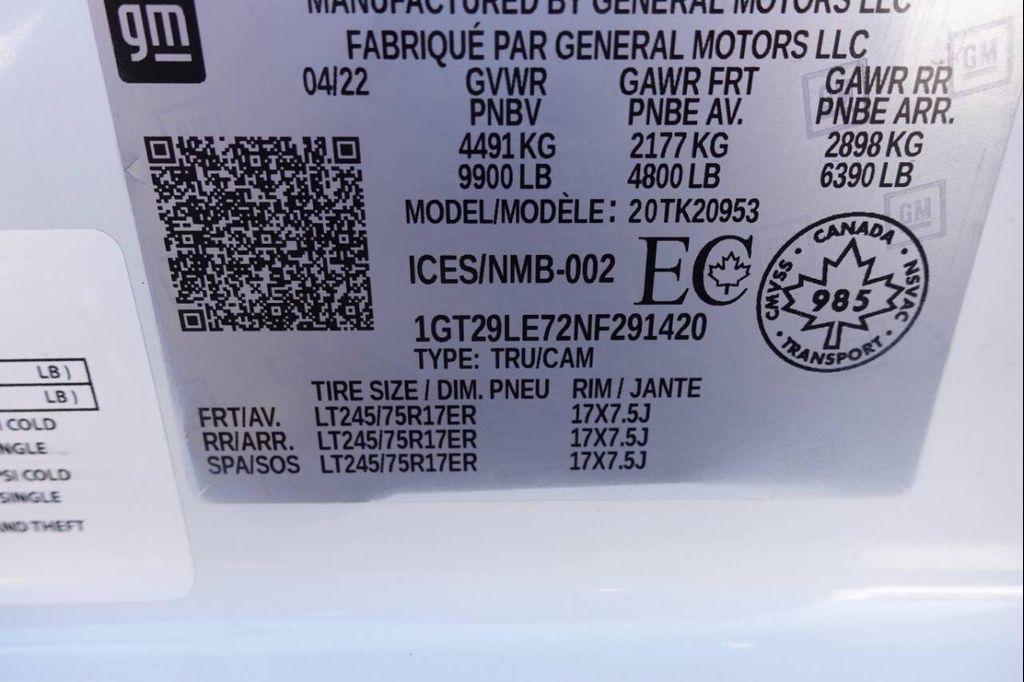 gm
MANUFACTURED BY GENERAL MOTORS LLC
FABRIQUÉ PAR GENERAL MOTORS LLC
04/22 GVWR GAWR FRT GAWR RR
PNBV PNBE AV. PNBE ARR.
4491 KG 2177 KG 2898 KG
9900 LB 4800 LB 6390 LB
MODEL/MODÈLE: 20TK20953
ICES/NMB-002 EC
CANADA
CMVSS • NSVAC
985
• TRANSPORT •
1GT29LE72NF291420
TYPE: TRU/CAM
TIRE SIZE / DIM. PNEU RIM / JANTE
FRT/AV. LT245/75R17ER 17X7.5J
RR/ARR. LT245/75R17ER 17X7.5J
SPA/SOS LT245/75R17ER 17X7.5J
GM
GM
LB )
LB )
COLD
NGLE
PSI COLD
SINGLE
AND THEFT